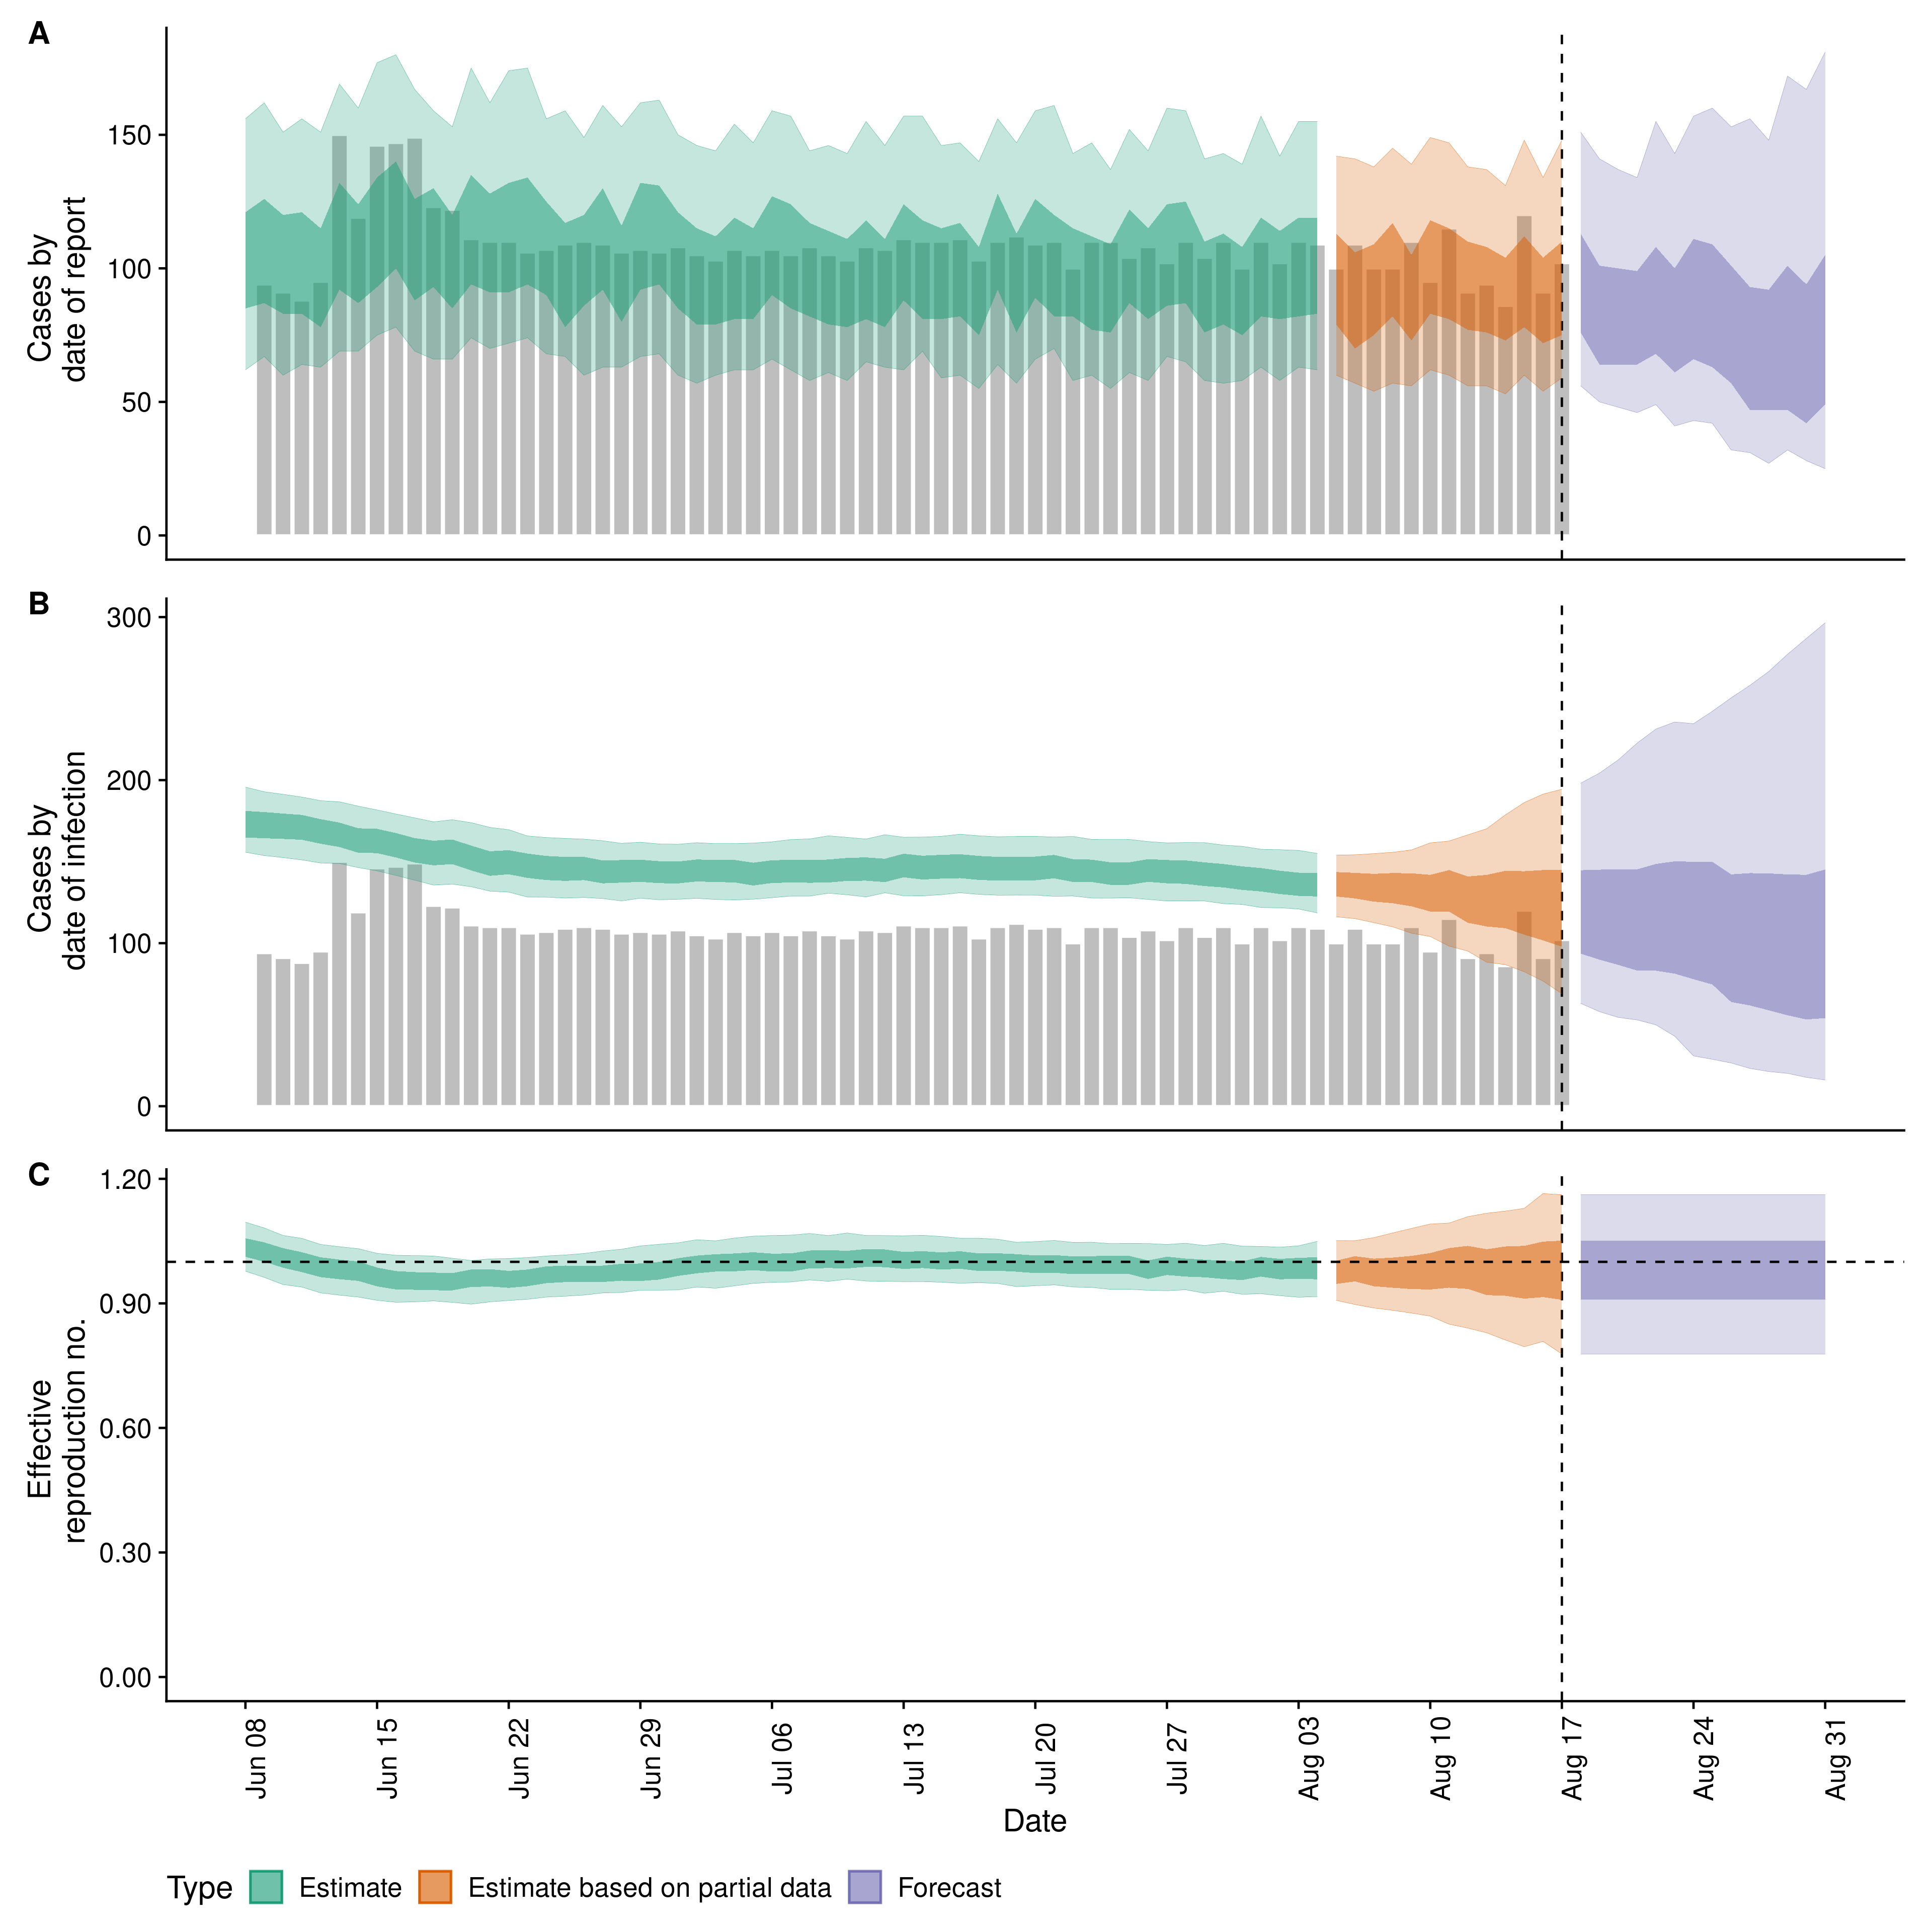 A
Cases by
date of report
150
100
50
0
B
Cases by
date of infection
300
200
100
0
C
Effective
reproduction no.
1.20
0.90
0.60
0.30
0.00
Jun 08
Jun 15
Jun 22
Jun 29
Jul 06
Jul 13
Jul 20
Jul 27
Aug 03
Aug 10
Aug 17
Aug 24
Aug 31
Date
Type Estimate Estimate based on partial data Forecast